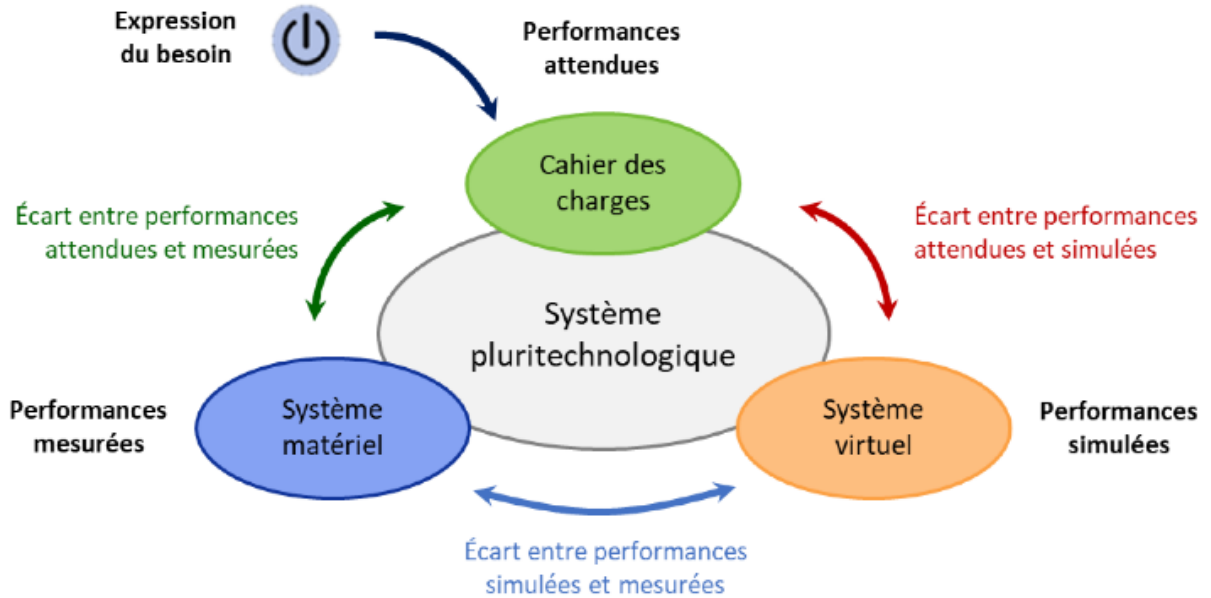 Expression
du besoin
Performances
attendues
Cahier des
charges
Écart entre performances
attendues et mesurées
Écart entre performances
attendues et simulées
Système
pluritechnologique
Performances
mesurées
Système
matériel
Système
virtuel
Performances
simulées
Écart entre performances
simulées et mesurées